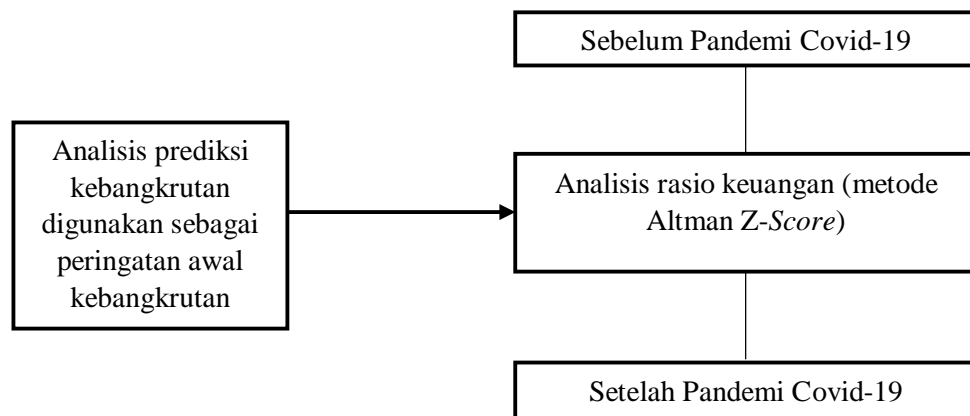 Sebelum Pandemi Covid-19
Analisis prediksi
kebangkrutan
digunakan sebagai
peringatan awal
kebangkrutan
Analisis rasio keuangan (metode
Altman Z-Score)
Setelah Pandemi Covid-19